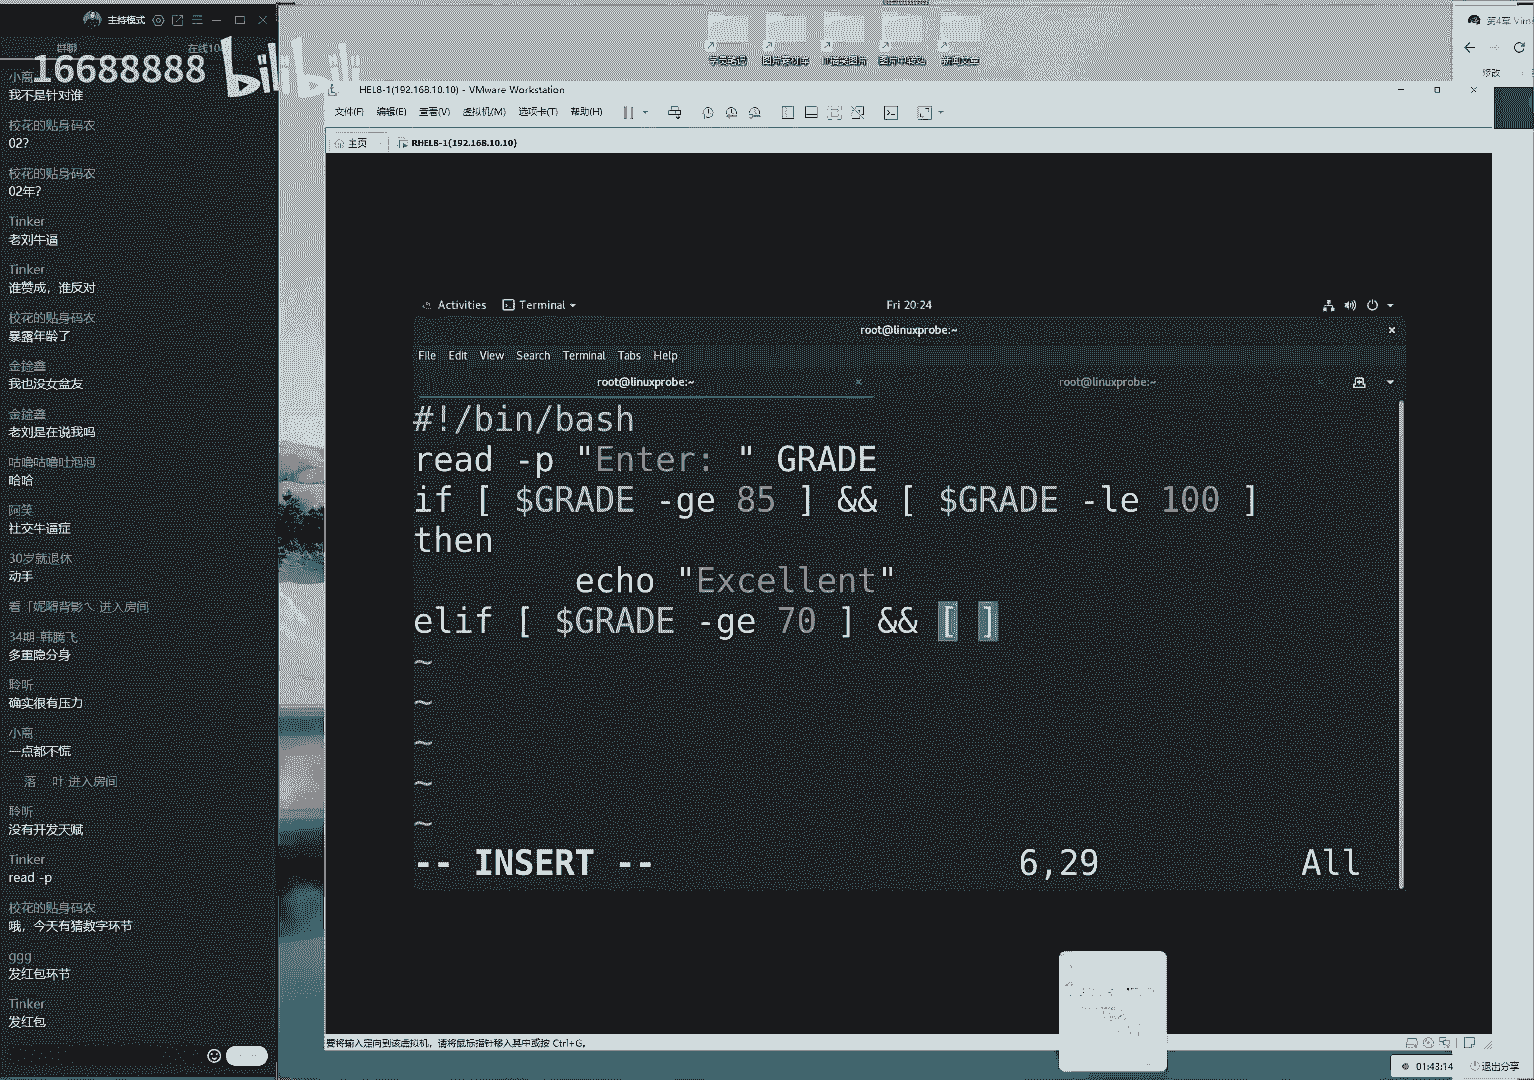 主持模式
群聊
在线10
16688888
bilibili
小离
我不是针对谁
校花的贴身码农
02?
校花的贴身码农
02年?
Tinker
老刘牛逼
Tinker
谁赞成，谁反对
校花的贴身码农
暴露年龄了
我也没女盆友
老刘是在说我吗
咕噜咕噜吐泡泡
哈哈
阿笑
社交牛逼症
30岁就退休
动手
进入房间
34期-韩腾飞
多重隐分身
聆听
确实很有压力
小离
一点都不慌
落 叶 进入房间
聆听
没有开发天赋
Tinker
read -p
校花的贴身码农
哦，今天有猜数字环节
ggg
发红包环节
Tinker
发红包
HEL8-1(192.168.10.10) - VMware Workstation
文件(F) 编辑(E) 查看(V) 虚拟机(M) 选项卡(T) 帮助(H)
主页
RHEL8-1(192.168.10.10)
Activities Terminal Fri 20:24
root@linuxprobe:~
File Edit View Search Terminal Tabs Help
root@linuxprobe:~ root@linuxprobe:~
#!/bin/bash
read -p "Enter: " GRADE
if [ $GRADE -ge 85 ] && [ $GRADE -le 100 ]
then
echo "Excellent"
elif [ $GRADE -ge 70 ] && [ ]
~
~
~
~
~
-- INSERT -- 6,29 All
要将输入定向到该虚拟机，请将鼠标指针移入其中或按 Ctrl+G。
修改
01:43:14
退出分享